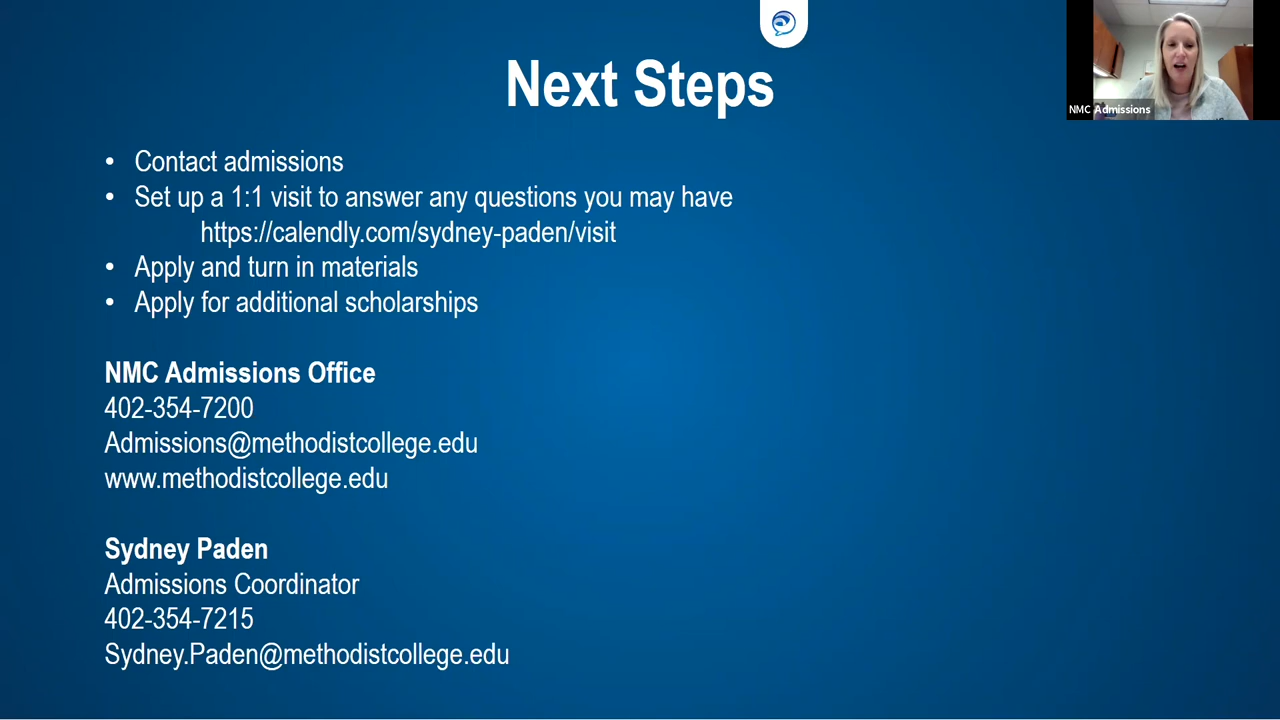 Next Steps
NMC Admissions
• Contact admissions
• Set up a 1:1 visit to answer any questions you may have
https://calendly.com/sydney-paden/visit
• Apply and turn in materials
• Apply for additional scholarships
NMC Admissions Office
402-354-7200
Admissions@methodistcollege.edu
www.methodistcollege.edu
Sydney Paden
Admissions Coordinator
402-354-7215
Sydney.Paden@methodistcollege.edu